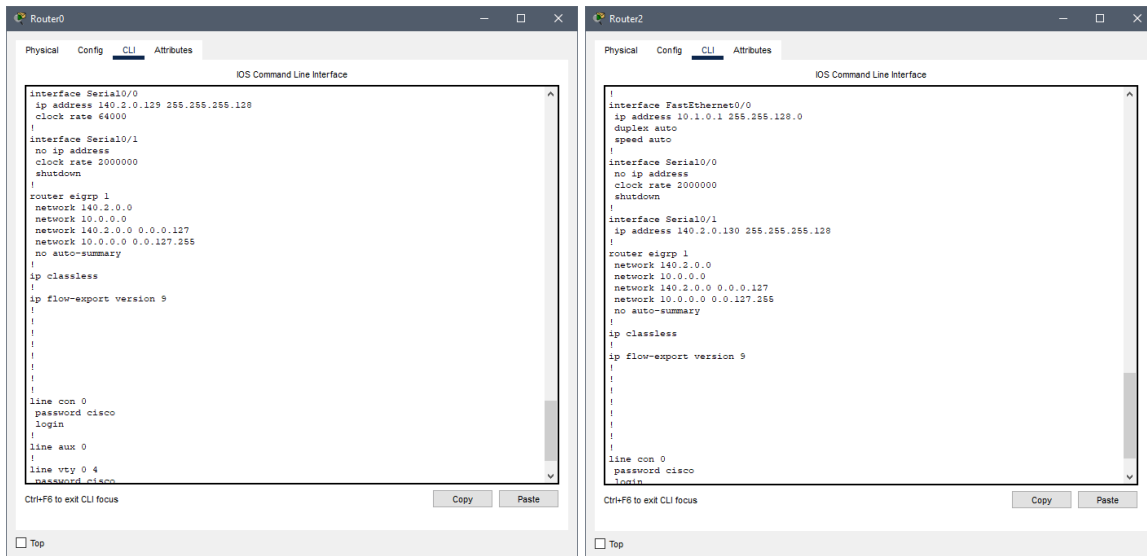 Router0
Physical Config CLI Attributes
IOS Command Line Interface
interface Serial0/0
ip address 140.2.0.129 255.255.255.128
clock rate 64000
!
interface Serial0/1
no ip address
clock rate 2000000
shutdown
!
router eigrp 1
network 140.2.0.0
network 10.0.0.0
network 140.2.0.0 0.0.0.127
network 10.0.0.0 0.0.127.255
no auto-summary
!
ip classless
!
ip flow-export version 9
!
!
!
!
!
!
!
!
line con 0
password cisco
login
!
line aux 0
!
line vty 0 4
password cisco
Ctrl+F6 to exit CLI focus
Copy Paste
Top
Router2
Physical Config CLI Attributes
IOS Command Line Interface
!
interface FastEthernet0/0
ip address 10.1.0.1 255.255.128.0
duplex auto
speed auto
!
interface Serial0/0
no ip address
clock rate 2000000
shutdown
!
interface Serial0/1
ip address 140.2.0.130 255.255.255.128
!
router eigrp 1
network 140.2.0.0
network 10.0.0.0
network 140.2.0.0 0.0.0.127
network 10.0.0.0 0.0.127.255
no auto-summary
!
ip classless
!
ip flow-export version 9
!
!
!
!
!
!
!
!
line con 0
password cisco
login
Ctrl+F6 to exit CLI focus
Copy Paste
Top